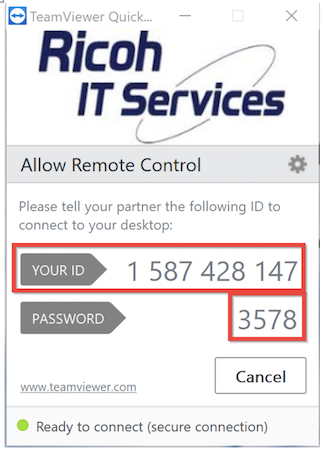 TeamViewer Quick...
Ricoh
IT Services
Allow Remote Control
Please tell your partner the following ID to
connect to your desktop:
YOUR ID 1 587 428 147
PASSWORD 3578
Cancel
www.teamviewer.com
Ready to connect (secure connection)